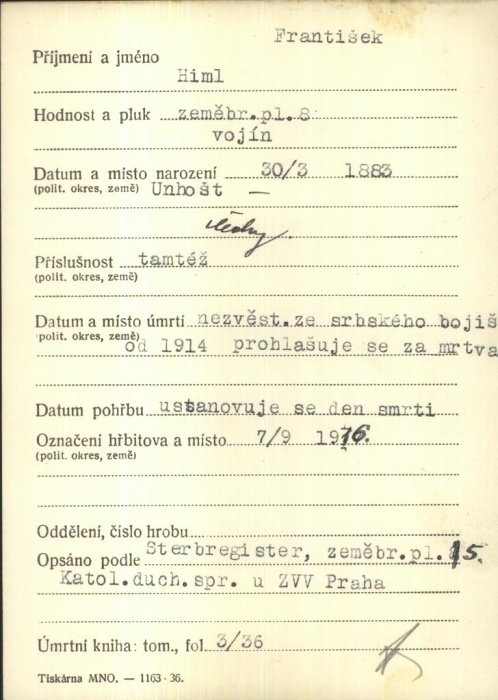 František
Příjmení a jméno
Himl
Hodnost a pluk zeměbr.pl.8
vojín
Datum a místo narození 30/3 1883
(polit. okres, země) Unhošt —
Čechy
Příslušnost tamtéž
(polit. okres, země)
Datum a místo úmrtí nezvěst.ze srbského bojiš
(polit. okres, země) od 1914 prohlašuje se za mrtva
Datum pohřbu ustanovuje se den smrti
Označení hřbitova a místo 7/9 1916.
(polit. okres, země)
Oddělení, číslo hrobu
Opsáno podle Sterbregister, zeměbr.pl. 15.
Katol.duch.spr. u ZVV Praha
Úmrtní kniha: tom., fol. 3/36
Tiskárna MNO. — 1163-36.